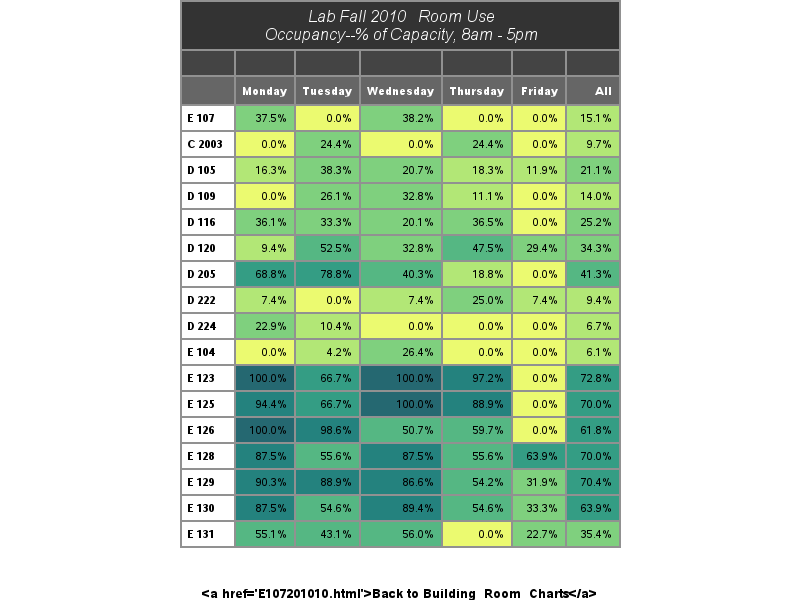 Lab Fall 2010 Room Use
Occupancy--% of Capacity, 8am - 5pm
Monday Tuesday Wednesday Thursday Friday All
E 107 37.5% 0.0% 38.2% 0.0% 0.0% 15.1%
C 2003 0.0% 24.4% 0.0% 24.4% 0.0% 9.7%
D 105 16.3% 38.3% 20.7% 18.3% 11.9% 21.1%
D 109 0.0% 26.1% 32.8% 11.1% 0.0% 14.0%
D 116 36.1% 33.3% 20.1% 36.5% 0.0% 25.2%
D 120 9.4% 52.5% 32.8% 47.5% 29.4% 34.3%
D 205 68.8% 78.8% 40.3% 18.8% 0.0% 41.3%
D 222 7.4% 0.0% 7.4% 25.0% 7.4% 9.4%
D 224 22.9% 10.4% 0.0% 0.0% 0.0% 6.7%
E 104 0.0% 4.2% 26.4% 0.0% 0.0% 6.1%
E 123 100.0% 66.7% 100.0% 97.2% 0.0% 72.8%
E 125 94.4% 66.7% 100.0% 88.9% 0.0% 70.0%
E 126 100.0% 98.6% 50.7% 59.7% 0.0% 61.8%
E 128 87.5% 55.6% 87.5% 55.6% 63.9% 70.0%
E 129 90.3% 88.9% 86.6% 54.2% 31.9% 70.4%
E 130 87.5% 54.6% 89.4% 54.6% 33.3% 63.9%
E 131 55.1% 43.1% 56.0% 0.0% 22.7% 35.4%
<a href='E107201010.html'>Back to Building_Room_Charts</a>